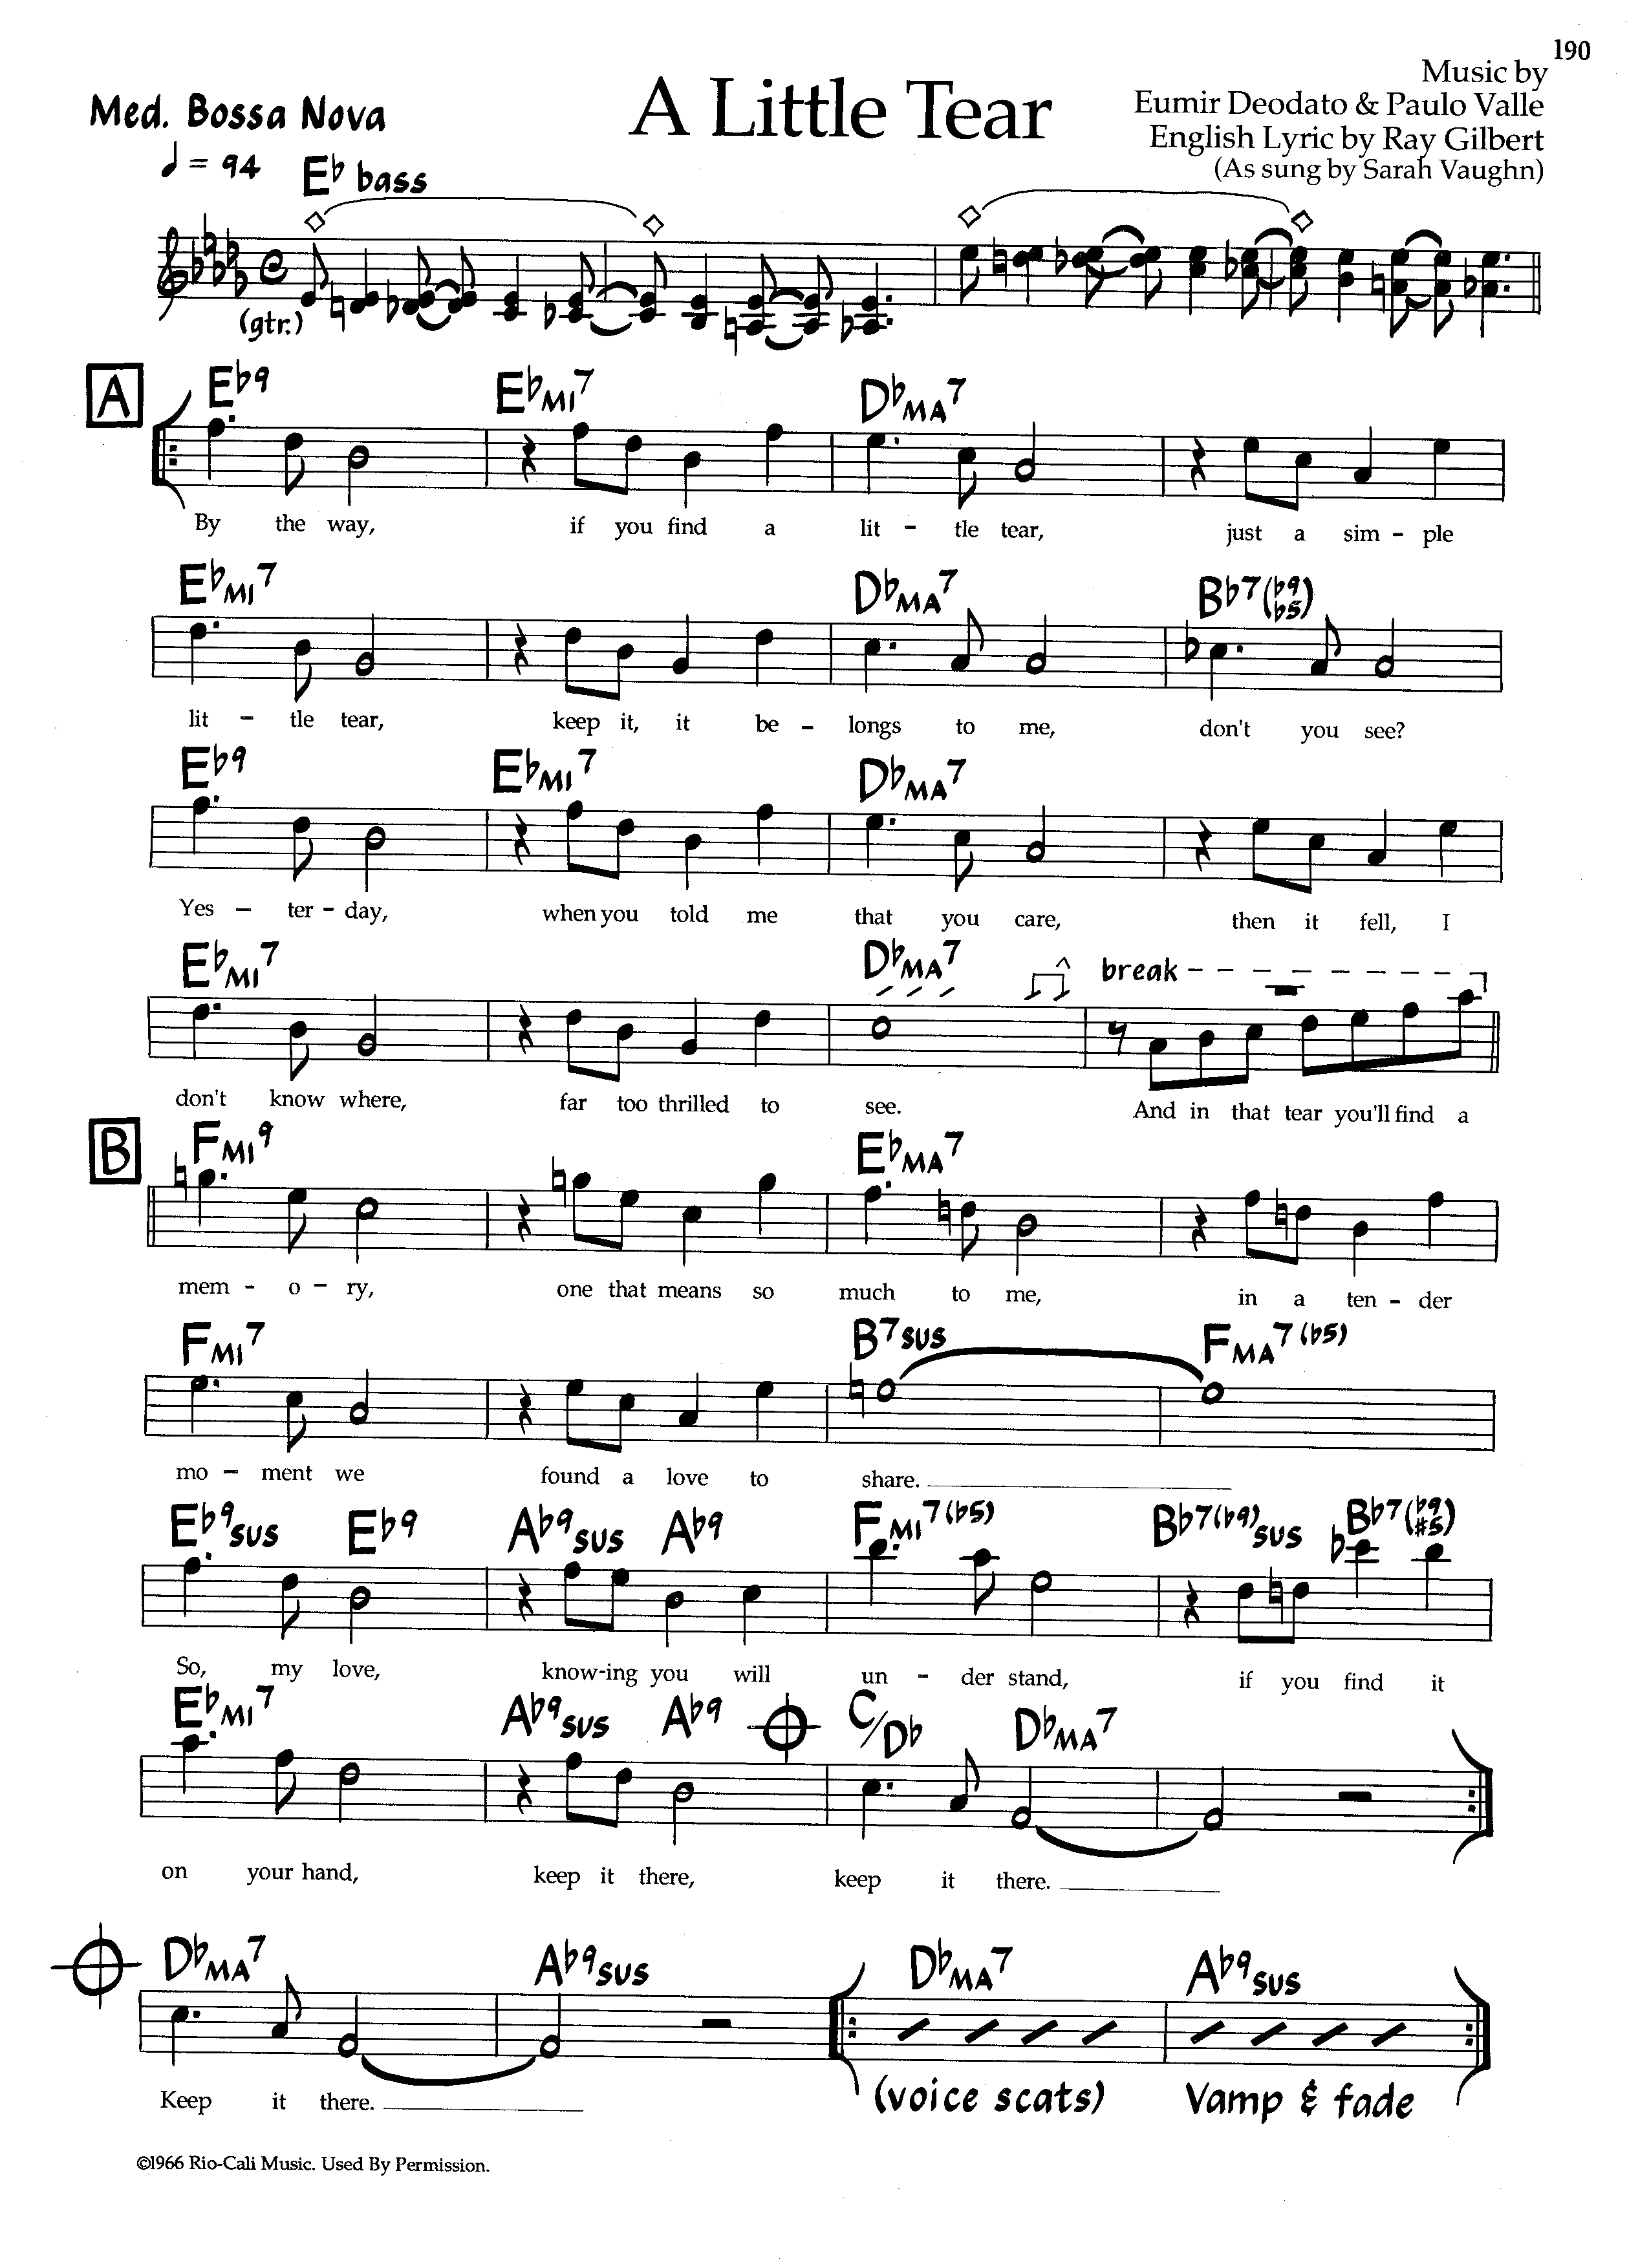 190
Med. Bossa Nova
A Little Tear
Music by
Eumir Deodato & Paulo Valle
English Lyric by Ray Gilbert
(As sung by Sarah Vaughn)
♩ = 94
E♭ bass
(gtr.)
A
E♭9 E♭MI7 D♭MA7
By the way, if you find a lit - tle tear, just a sim - ple
E♭MI7 D♭MA7 B♭7(♭9 ♭5)
lit - tle tear, keep it, it be - longs to me, don't you see?
E♭9 E♭MI7 D♭MA7
Yes - ter - day, when you told me that you care, then it fell, I
E♭MI7 D♭MA7 break
don't know where, far too thrilled to see. And in that tear you'll find a
B
FMI9 E♭MA7
mem - o - ry, one that means so much to me, in a ten - der
FMI7 B7SUS FMA7(♭5)
mo - ment we found a love to share.
E♭9SUS E♭9 A♭9SUS A♭9 FMI7(♭5) B♭7(♭9)SUS B♭7(♭9 #5)
So, my love, know-ing you will un - der stand, if you find it
E♭MI7 A♭9SUS A♭9 C/D♭ D♭MA7
on your hand, keep it there, keep it there.
D♭MA7 A♭9SUS D♭MA7 A♭9SUS
Keep it there. (voice scats) Vamp & fade
©1966 Rio-Cali Music. Used By Permission.